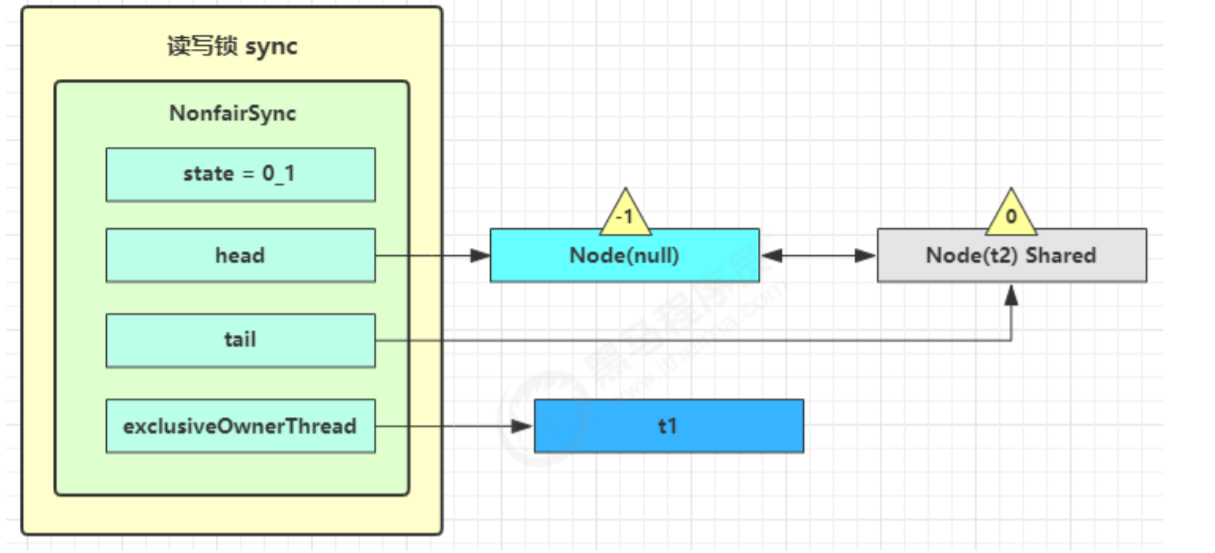 读写锁 sync
NonfairSync
state = 0_1
head
tail
exclusiveOwnerThread
-1
Node(null)
0
Node(t2) Shared
t1
黑马程序员
www.itheima.com